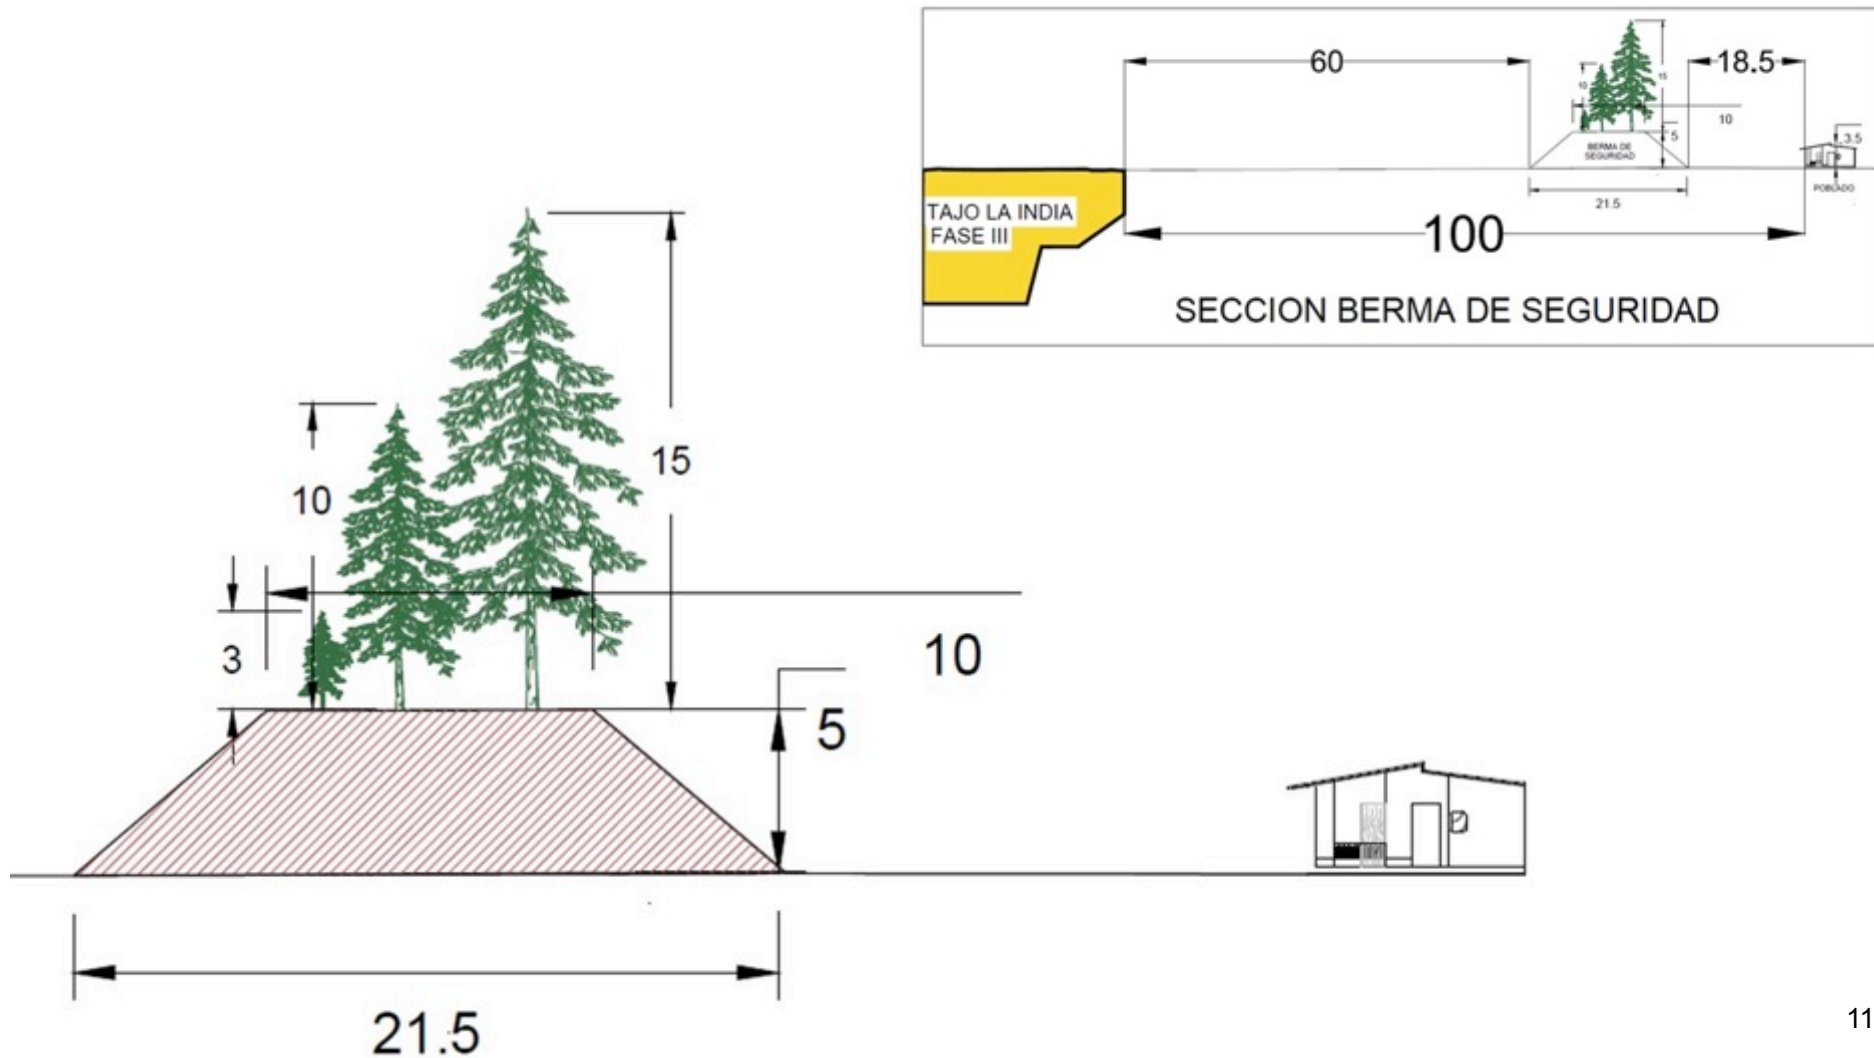 60
18.5
10
15
10
5
3.5
BERMA DE
SEGURIDAD
POBLADO
21.5
TAJO LA INDIA
FASE III
100
SECCION BERMA DE SEGURIDAD
15
10
3
10
5
21.5
11